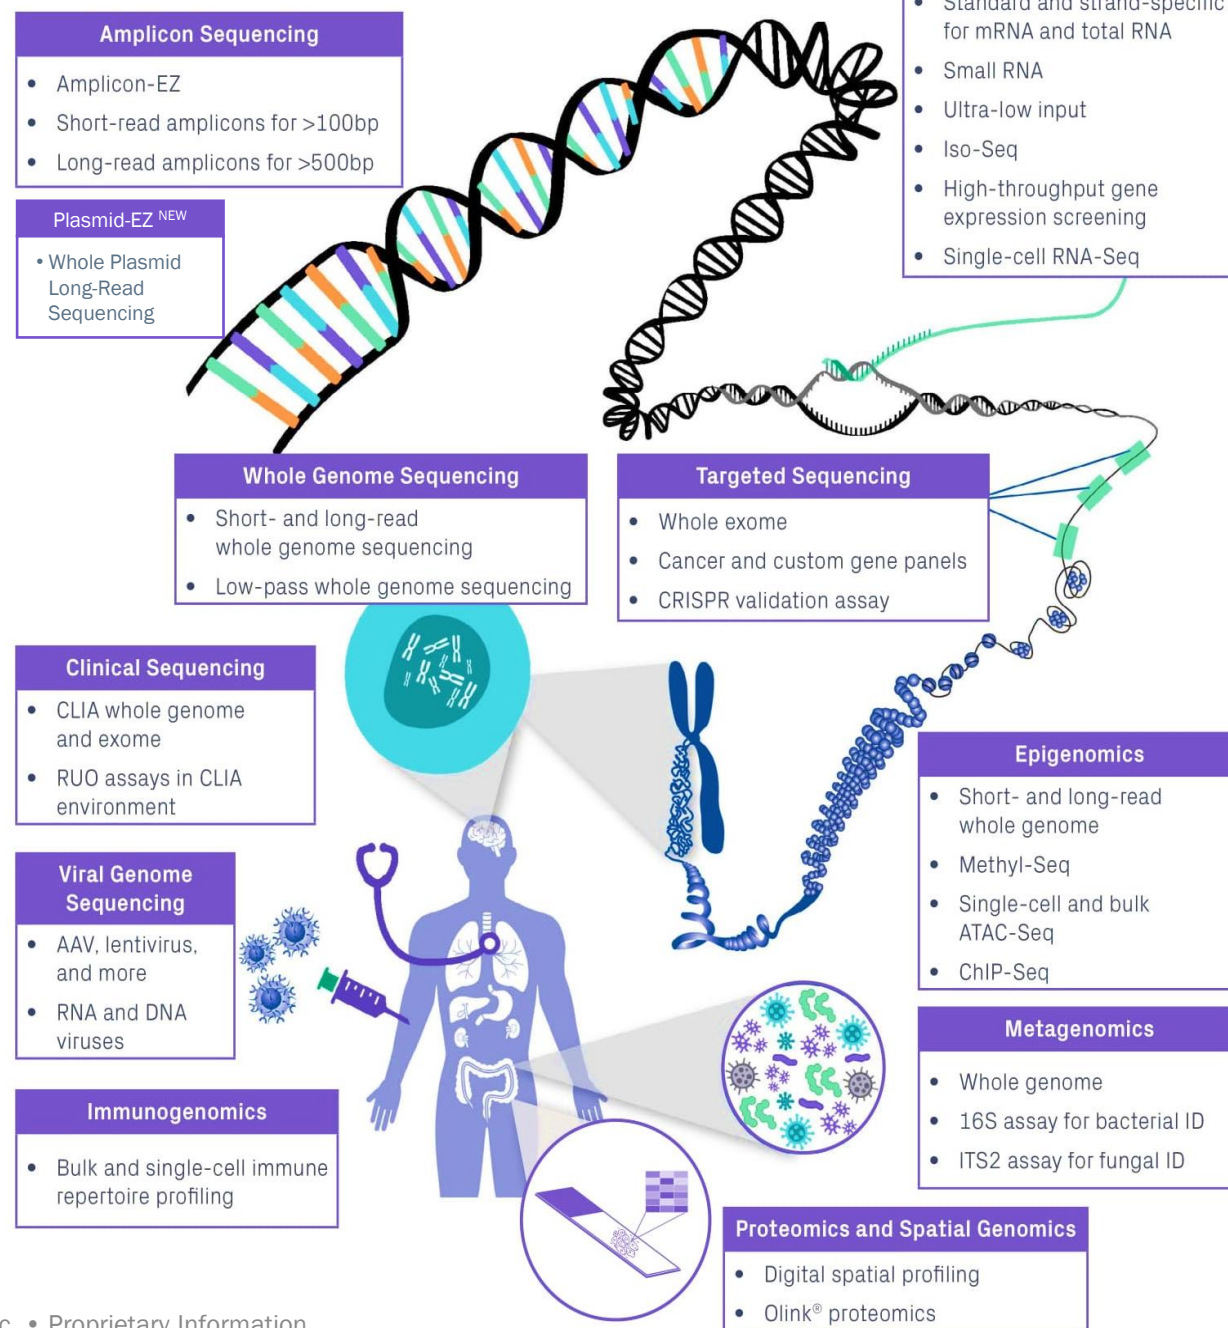 Amplicon Sequencing
• Amplicon-EZ
• Short-read amplicons for >100bp
• Long-read amplicons for >500bp
Plasmid-EZ NEW
• Whole Plasmid
Long-Read
Sequencing
• Standard and strand-specific
for mRNA and total RNA
• Small RNA
• Ultra-low input
• Iso-Seq
• High-throughput gene
expression screening
• Single-cell RNA-Seq
Whole Genome Sequencing
• Short- and long-read
whole genome sequencing
• Low-pass whole genome sequencing
Targeted Sequencing
• Whole exome
• Cancer and custom gene panels
• CRISPR validation assay
Clinical Sequencing
• CLIA whole genome
and exome
• RUO assays in CLIA
environment
Viral Genome
Sequencing
• AAV, lentivirus,
and more
• RNA and DNA
viruses
Immunogenomics
• Bulk and single-cell immune
repertoire profiling
Epigenomics
• Short- and long-read
whole genome
• Methyl-Seq
• Single-cell and bulk
ATAC-Seq
• ChIP-Seq
Metagenomics
• Whole genome
• 16S assay for bacterial ID
• ITS2 assay for fungal ID
Proteomics and Spatial Genomics
• Digital spatial profiling
• Olink® proteomics
c. • Proprietary Information